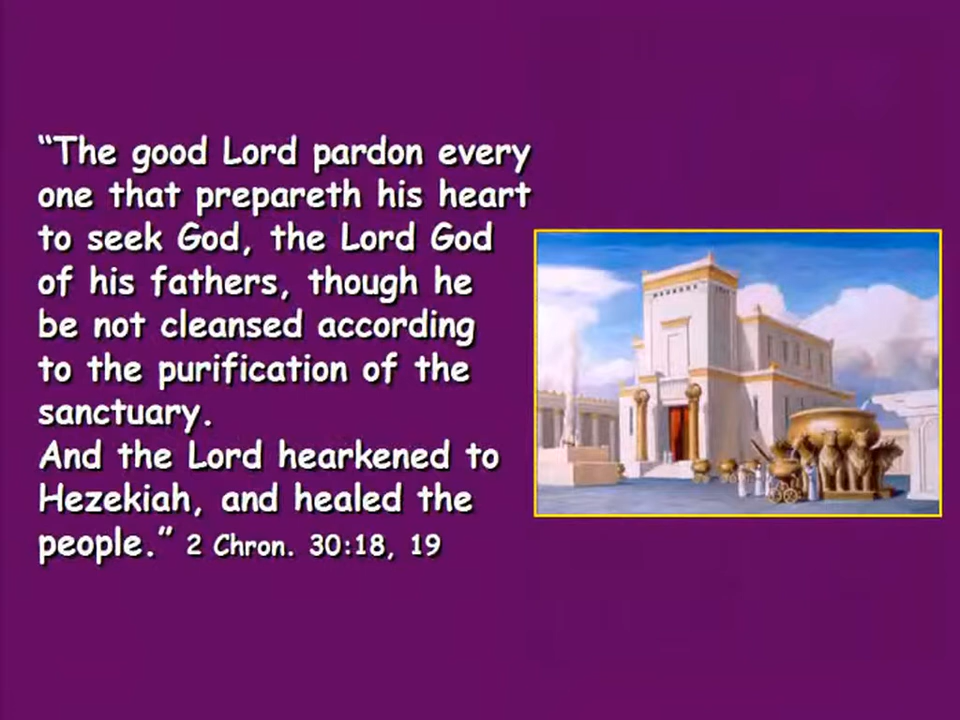 “The good Lord pardon every
one that prepareth his heart
to seek God, the Lord God
of his fathers, though he
be not cleansed according
to the purification of the
sanctuary.
And the Lord hearkened to
Hezekiah, and healed the
people.” 2 Chron. 30:18, 19